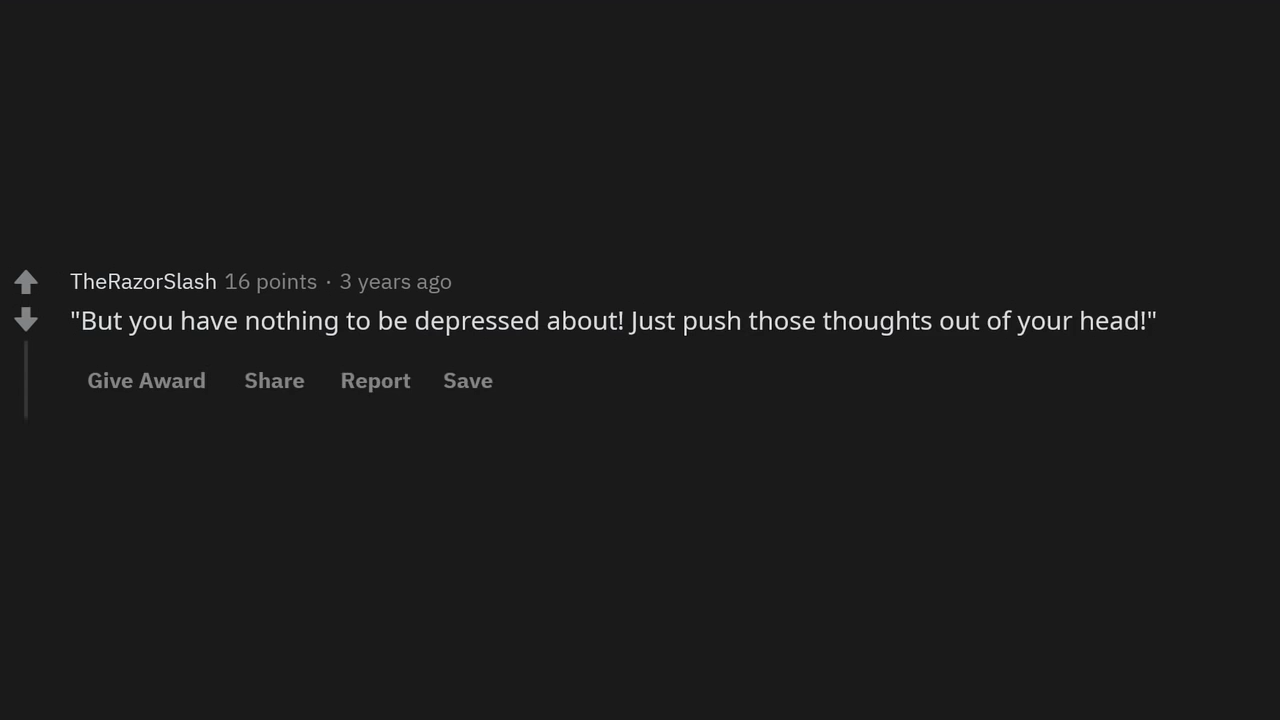 TheRazorSlash 16 points · 3 years ago
"But you have nothing to be depressed about! Just push those thoughts out of your head!"
Give Award Share Report Save